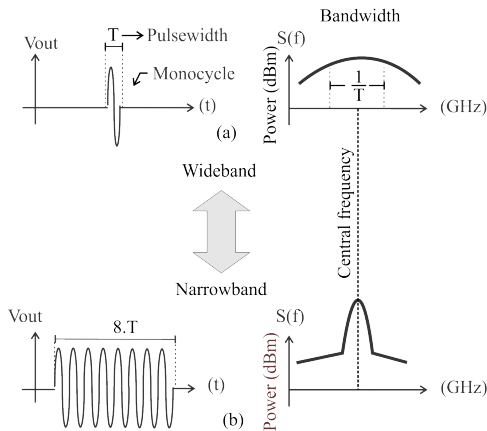 Bandwidth
T → Pulsewidth
S(f)
Vout
Monocycle
Power (dBm)
1
T
(t)
(GHz)
(a)
Wideband
Central frequency
Narrowband
Vout
8.T
S(f)
Power (dBm)
(t)
(GHz)
(b)